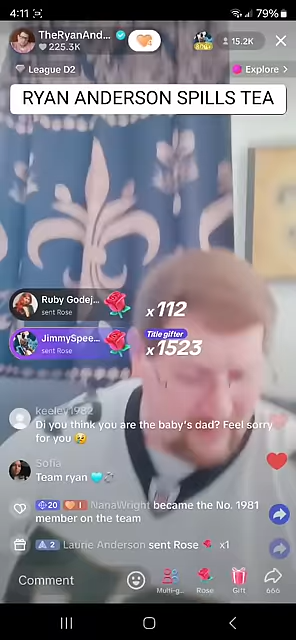 4:11
79%
TheRyanAnd...
225.3K
15.2K
League D2
Explore >
RYAN ANDERSON SPILLS TEA
Ruby Godej...
sent Rose
x112
JimmySpee...
sent Rose
Title gifter
x1523
keeley1982
Di you think you are the baby's dad? Feel sorry
for you 😢
Sofia
Team ryan
20 1 NanaWright became the No. 1981
member on the team
2 Laurie Anderson sent Rose x1
Comment
Multi-g...
Rose
Gift
666